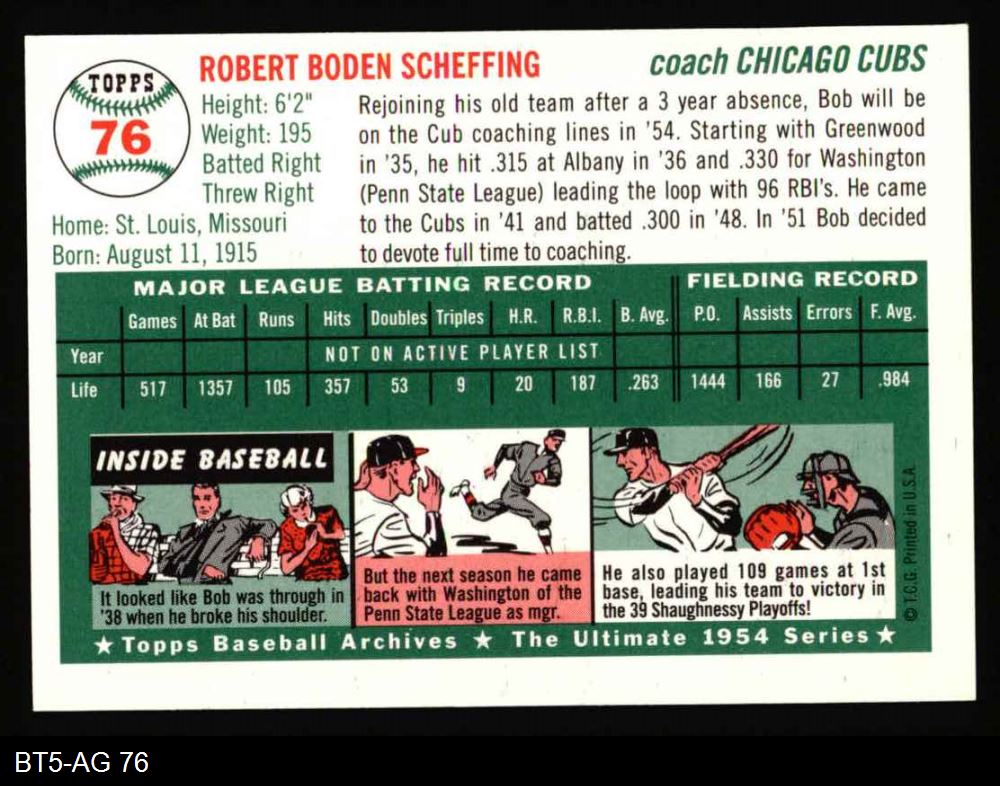 TOPPS
76
ROBERT BODEN SCHEFFING
coach CHICAGO CUBS
Height: 6'2"
Weight: 195
Batted Right
Threw Right
Home: St. Louis, Missouri
Born: August 11, 1915
Rejoining his old team after a 3 year absence, Bob will be
on the Cub coaching lines in '54. Starting with Greenwood
in '35, he hit .315 at Albany in '36 and .330 for Washington
(Penn State League) leading the loop with 96 RBI's. He came
to the Cubs in '41 and batted .300 in '48. In '51 Bob decided
to devote full time to coaching.
MAJOR LEAGUE BATTING RECORD FIELDING RECORD
Games At Bat Runs Hits Doubles Triples H.R. R.B.I. B. Avg. P.O. Assists Errors F. Avg.
Year NOT ON ACTIVE PLAYER LIST
Life 517 1357 105 357 53 9 20 187 .263 1444 166 27 .984
INSIDE BASEBALL
It looked like Bob was through in
'38 when he broke his shoulder.
But the next season he came
back with Washington of the
Penn State League as mgr.
He also played 109 games at 1st
base, leading his team to victory in
the 39 Shaughnessy Playoffs!
© T.C.G. Printed in U.S.A.
★ Topps Baseball Archives ★ The Ultimate 1954 Series ★
BT5-AG 76